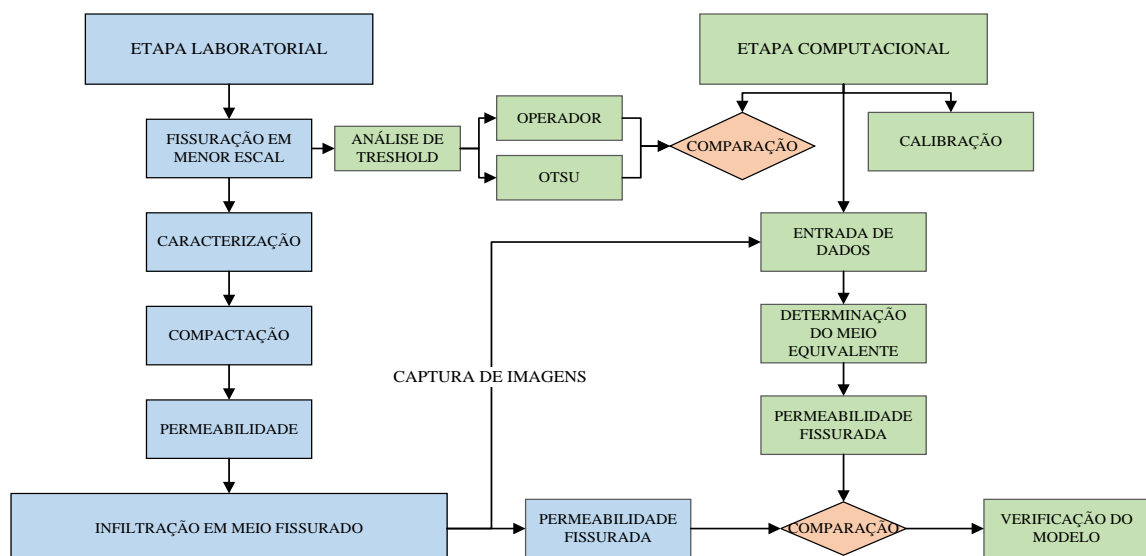 ETAPA LABORATORIAL
ETAPA COMPUTACIONAL
FISSURAÇÃO EM
MENOR ESCAL
ANÁLISE DE
TRESHOLD
OPERADOR
OTSU
COMPARAÇÃO
CALIBRAÇÃO
CARACTERIZAÇÃO
ENTRADA DE
DADOS
COMPACTAÇÃO
DETERMINAÇÃO
DO MEIO
EQUIVALENTE
CAPTURA DE IMAGENS
PERMEABILIDADE
PERMEABILIDADE
FISSURADA
INFILTRAÇÃO EM MEIO FISSURADO
PERMEABILIDADE
FISSURADA
COMPARAÇÃO
VERIFICAÇÃO DO
MODELO